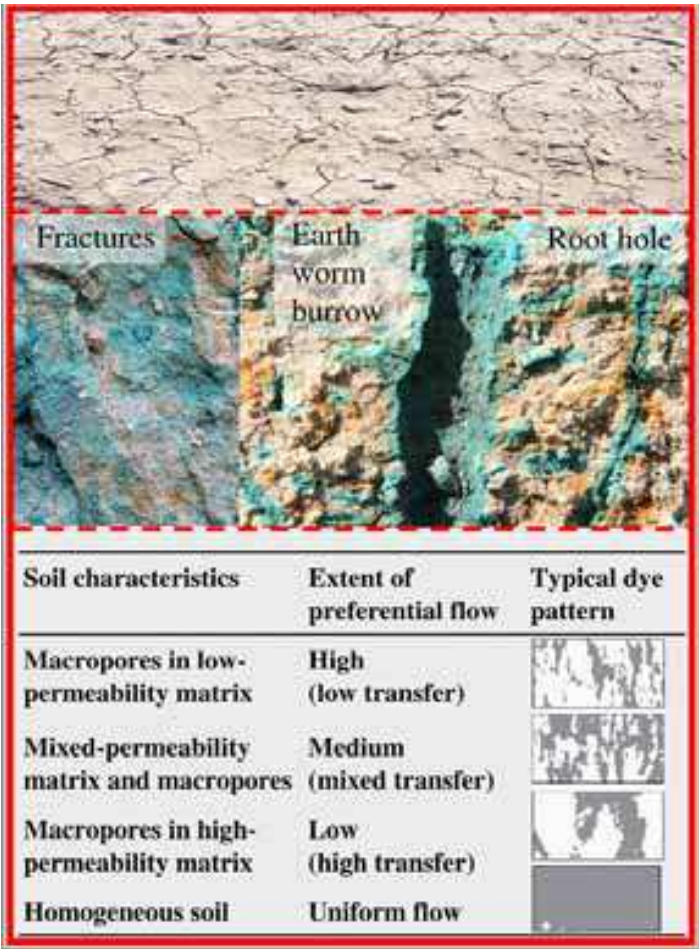 Fractures
Earth
worm
burrow
Root hole
Soil characteristics
Extent of
preferential flow
Typical dye
pattern
Macropores in low-
permeability matrix
High
(low transfer)
Mixed-permeability
matrix and macropores
Medium
(mixed transfer)
Macropores in high-
permeability matrix
Low
(high transfer)
Homogeneous soil
Uniform flow